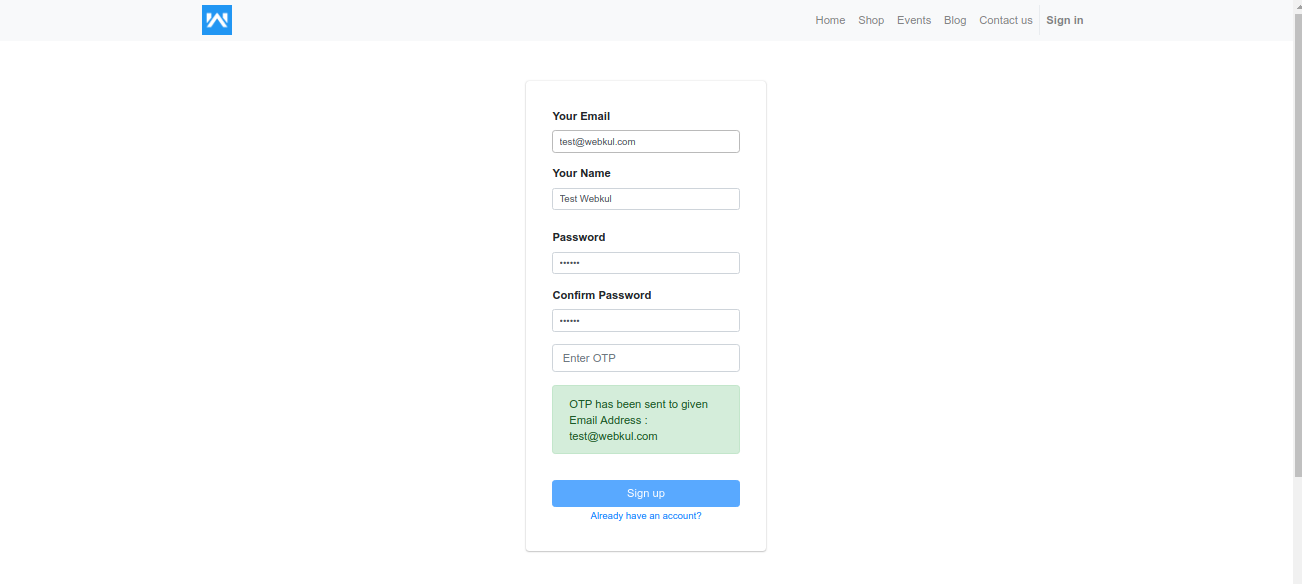 Home Shop Events Blog Contact us Sign in
Your Email
test@webkul.com
Your Name
Test Webkul
Password
••••••
Confirm Password
••••••
Enter OTP
OTP has been sent to given
Email Address :
test@webkul.com
Sign up
Already have an account?